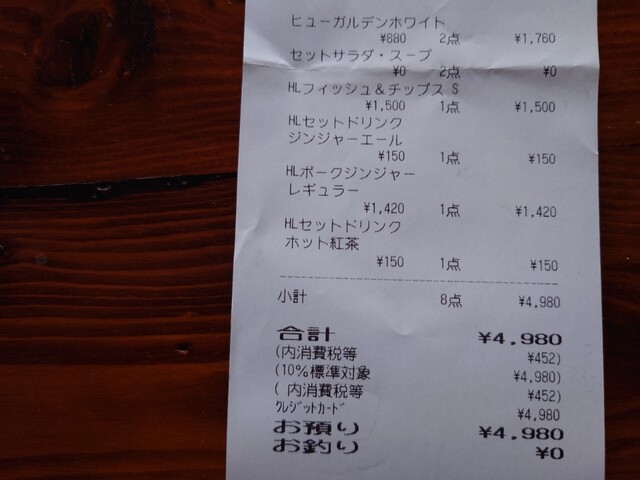 ヒューガルデンホワイト
¥880 2点 ¥1,760
セットサラダ・スープ
¥0 2点 ¥0
HLフィッシュ&チップス S
¥1,500 1点 ¥1,500
HLセットドリンク
ジンジャーエール
¥150 1点 ¥150
HLポークジンジャー
レギュラー
¥1,420 1点 ¥1,420
HLセットドリンク
ホット紅茶
¥150 1点 ¥150
小計 8点 ¥4,980
合計 ¥4,980
(内消費税等 ¥452)
(10%標準対象 ¥4,980)
( 内消費税等 ¥452)
クレジットカード ¥4,980
お預り ¥4,980
お釣り ¥0